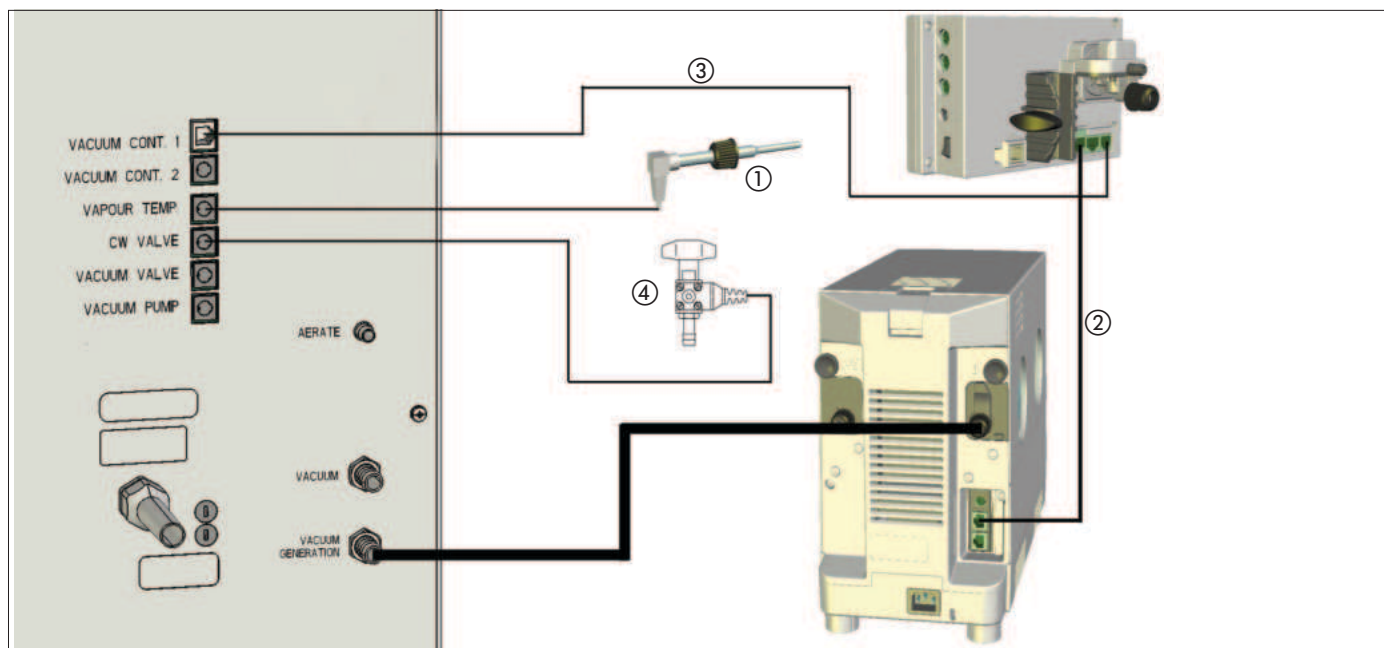 ③
VACUUM CONT. 1
①
VACUUM CONT. 2
VAPOUR TEMP.
CW VALVE
VACUUM VALVE
④
VACUUM PUMP
②
AERATE
VACUUM
VACUUM
GENERATION